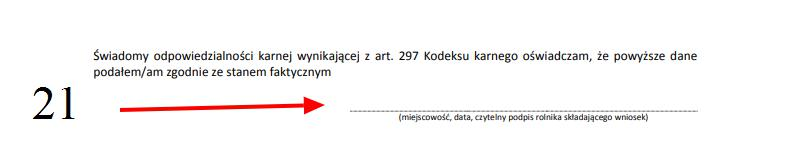 Świadomy odpowiedzialności karnej wynikającej z art. 297 Kodeksu karnego oświadczam, że powyższe dane
podałem/am zgodnie ze stanem faktycznym
21
(miejscowość, data, czytelny podpis rolnika składającego wniosek)